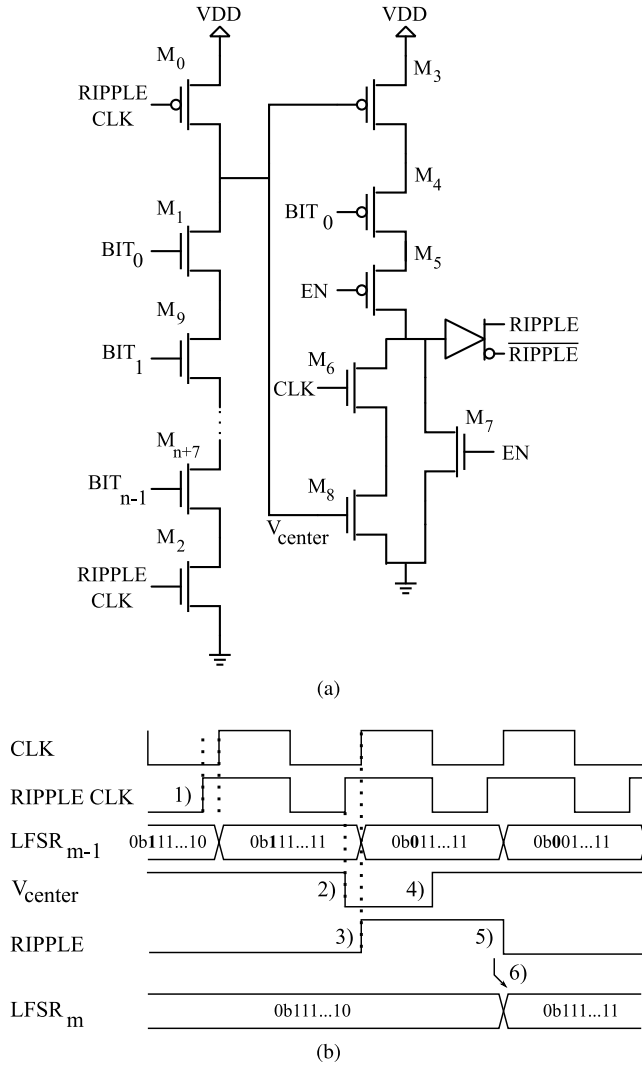 VDD
VDD
M0
M3
RIPPLE
CLK
M4
M1
BIT0
BIT0
M5
M9
EN
RIPPLE
BIT1
RIPPLE
M6
CLK
M7
Mn+7
EN
BITn-1
M8
M2
Vcenter
RIPPLE
CLK
(a)
CLK
RIPPLE CLK
1)
LFSRm-1
0b111...10
0b111...11
0b011...11
0b001...11
Vcenter
2)
4)
RIPPLE
3)
5)
6)
LFSRm
0b111...10
0b111...11
(b)